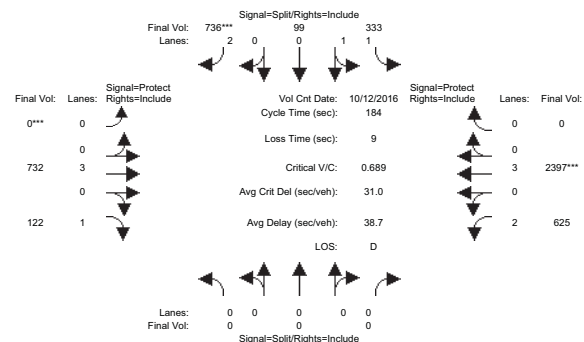 Signal=Split/Rights=Include
Final Vol: 736*** 99 333
Lanes: 2 0 0 1 1
Signal=Protect Signal=Protect
Final Vol: Lanes: Rights=Include Vol Cnt Date: 10/12/2016 Rights=Include Lanes: Final Vol:
Cycle Time (sec): 184
0*** 0 0 0
Loss Time (sec): 9
0 0
732 3 Critical V/C: 0.689 3 2397***
0 Avg Crit Del (sec/veh): 31.0 0
122 1 Avg Delay (sec/veh): 38.7 2 625
LOS: D
Lanes: 0 0 0 0 0
Final Vol: 0 0 0
Signal=Split/Rights=Include